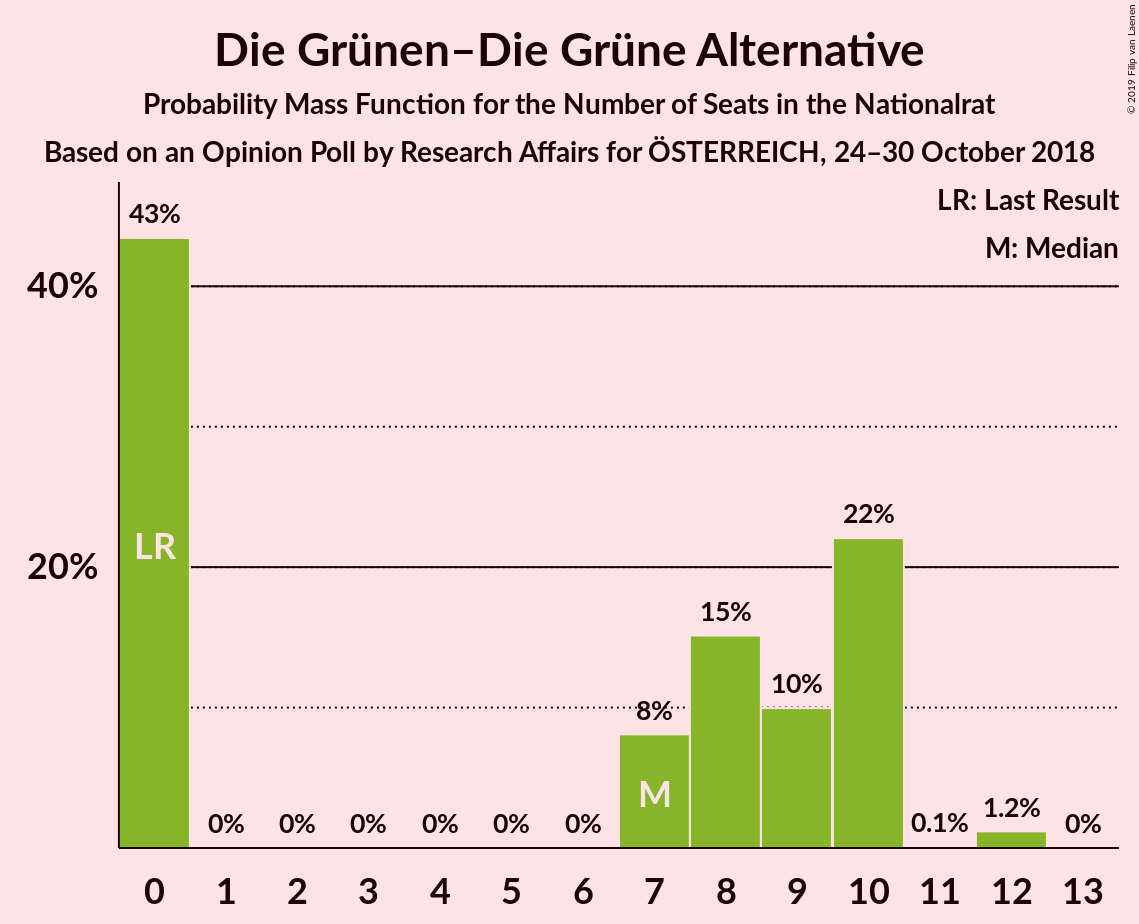 Die Grünen–Die Grüne Alternative
Probability Mass Function for the Number of Seats in the Nationalrat
Based on an Opinion Poll by Research Affairs for ÖSTERREICH, 24–30 October 2018
© 2019 Filip van Laenen
LR: Last Result
M: Median
43%
40%
22%
LR
20%
15%
10%
8%
M
0% 0% 0% 0% 0% 0% 0.1% 1.2% 0%
0 1 2 3 4 5 6 7 8 9 10 11 12 13